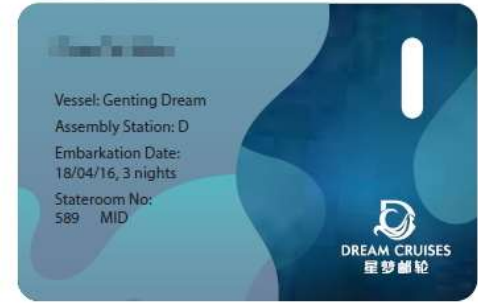 Vessel: Genting Dream
Assembly Station: D
Embarkation Date:
18/04/16, 3 nights
Stateroom No:
589 MID
DREAM CRUISES
星梦邮轮